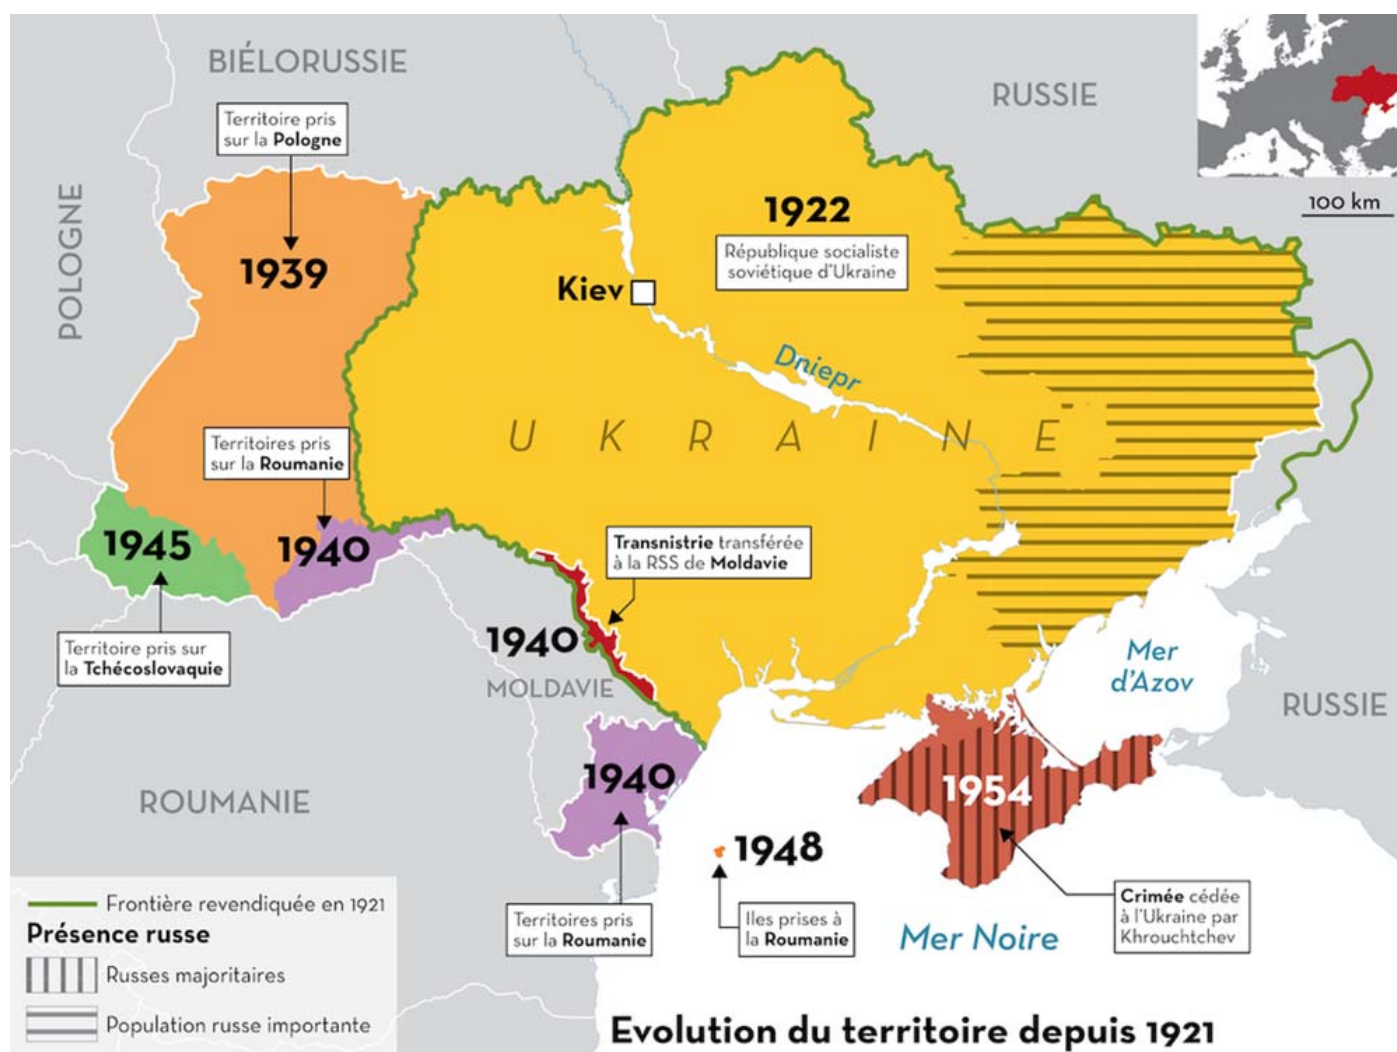 BIÉLORUSSIE
RUSSIE
Territoire pris
sur la Pologne
POLOGNE
100 km
1922
République socialiste
soviétique d'Ukraine
1939
Kiev
Dniepr
UKRAINE
Territoires pris
sur la Roumanie
1945
1940
Transnistrie transférée
à la RSS de Moldavie
Territoire pris sur
la Tchécoslovaquie
1940
MOLDAVIE
Mer
d'Azov
RUSSIE
1940
1954
ROUMANIE
1948
Territoires pris
sur la Roumanie
Iles prises à
la Roumanie
Mer Noire
Crimée cédée
à l'Ukraine par
Khrouchtchev
Frontière revendiquée en 1921
Présence russe
Russes majoritaires
Population russe importante
Evolution du territoire depuis 1921